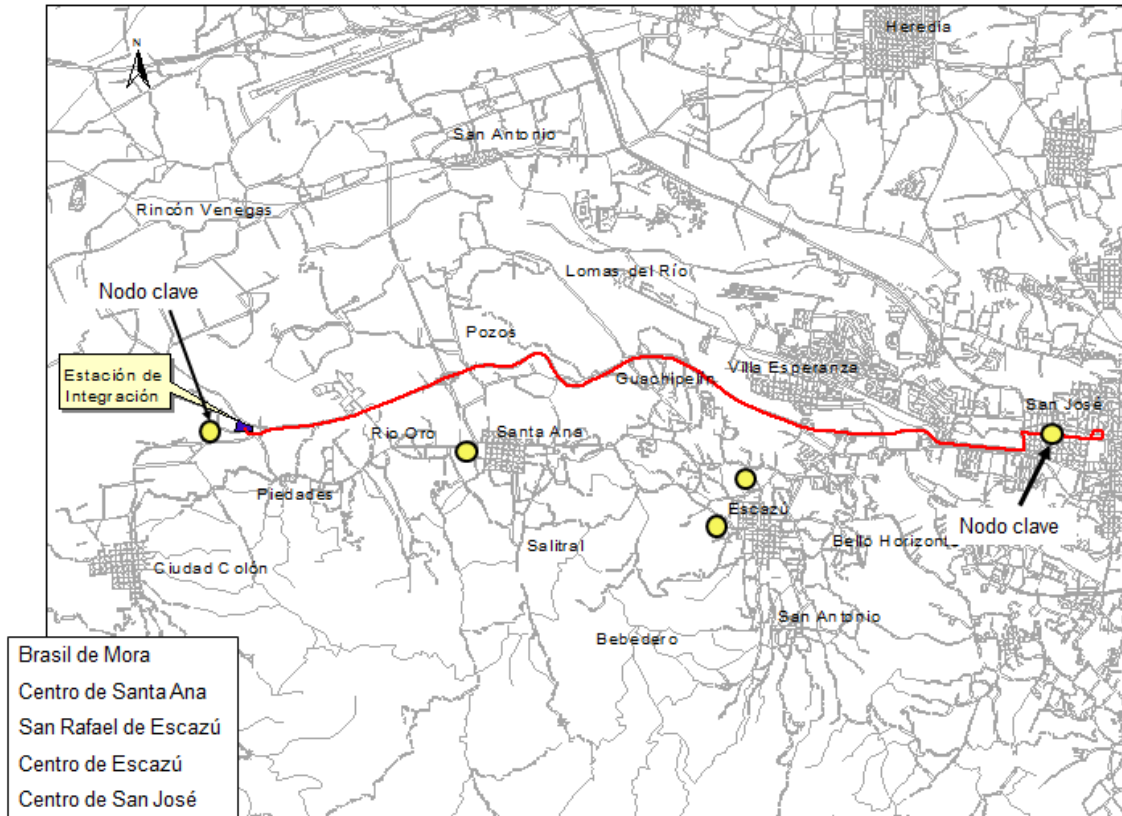 Heredia
N
San Antonio
Rincón Venegas
Lomas del Río
Nodo clave
Pozos
Estación de
Integración
Guachipelín
Villa Esperanza
San José
Rio Oro
Santa Ana
Piedades
Escazú
Nodo clave
Salitral
Bello Horizonte
Ciudad Colón
San Antonio
Bebedero
Brasil de Mora
Centro de Santa Ana
San Rafael de Escazú
Centro de Escazú
Centro de San José